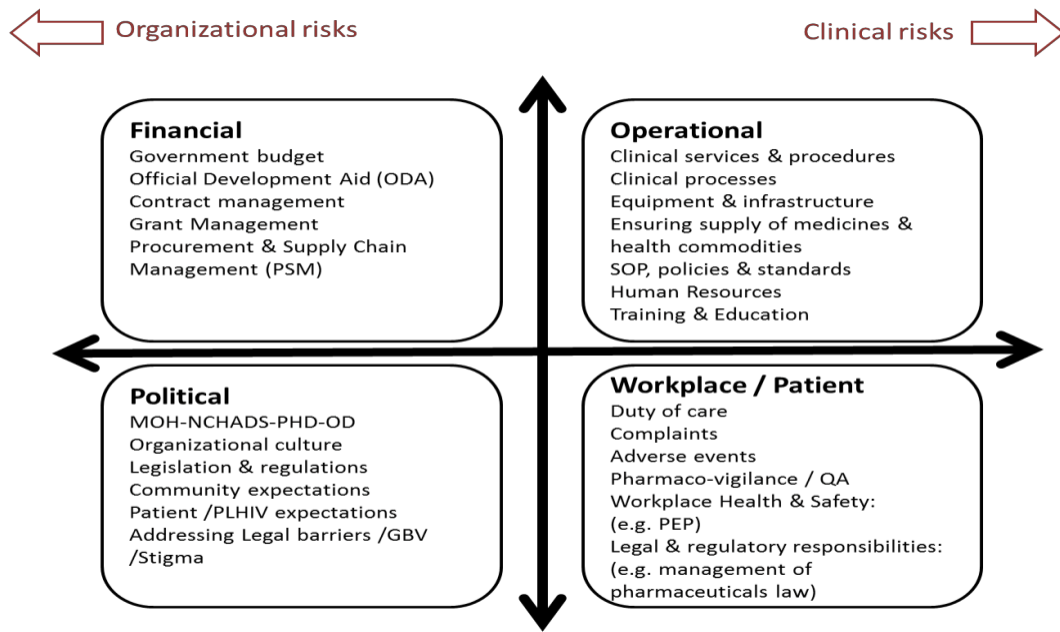 Organizational risks
Clinical risks
Financial
Government budget
Official Development Aid (ODA)
Contract management
Grant Management
Procurement & Supply Chain
Management (PSM)
Operational
Clinical services & procedures
Clinical processes
Equipment & infrastructure
Ensuring supply of medicines &
health commodities
SOP, policies & standards
Human Resources
Training & Education
Political
MOH-NCHADS-PHD-OD
Organizational culture
Legislation & regulations
Community expectations
Patient /PLHIV expectations
Addressing Legal barriers /GBV
/Stigma
Workplace / Patient
Duty of care
Complaints
Adverse events
Pharmaco-vigilance / QA
Workplace Health & Safety:
(e.g. PEP)
Legal & regulatory responsibilities:
(e.g. management of
pharmaceuticals law)